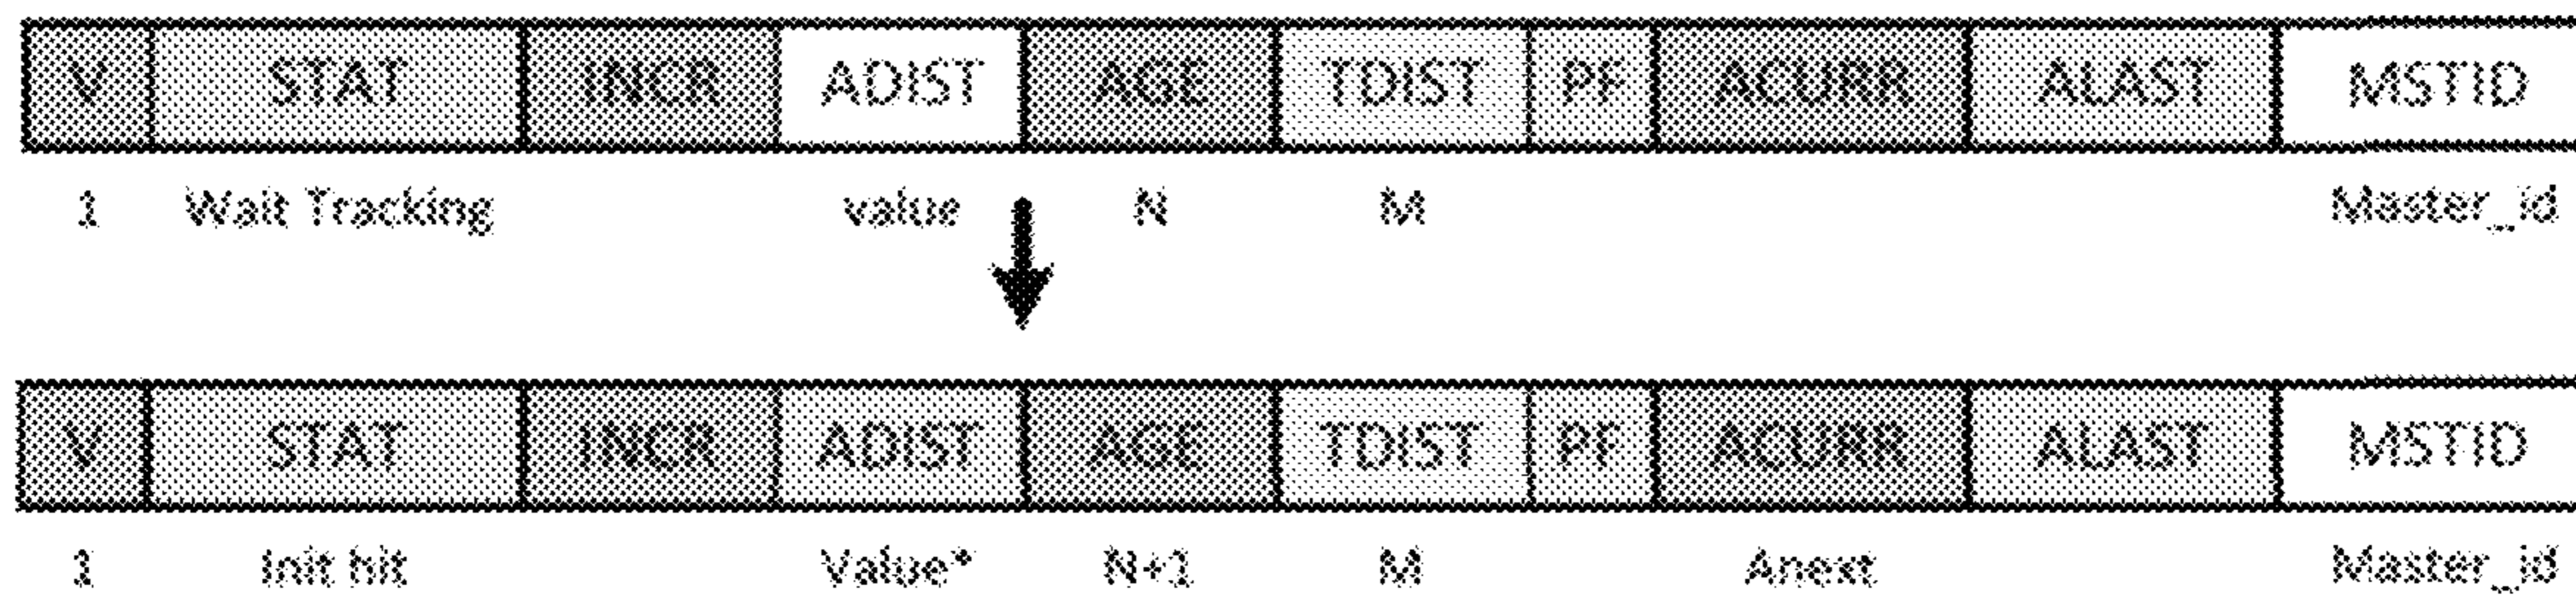 V STAT INCR ADIST AGE TDIST PF ACURR ALAST MSTID
1 Wait Tracking value N M Master_id
V STAT INCR ADIST AGE TDIST PF ACURR ALAST MSTID
1 Init hit Value* N+1 M Anext Master_id